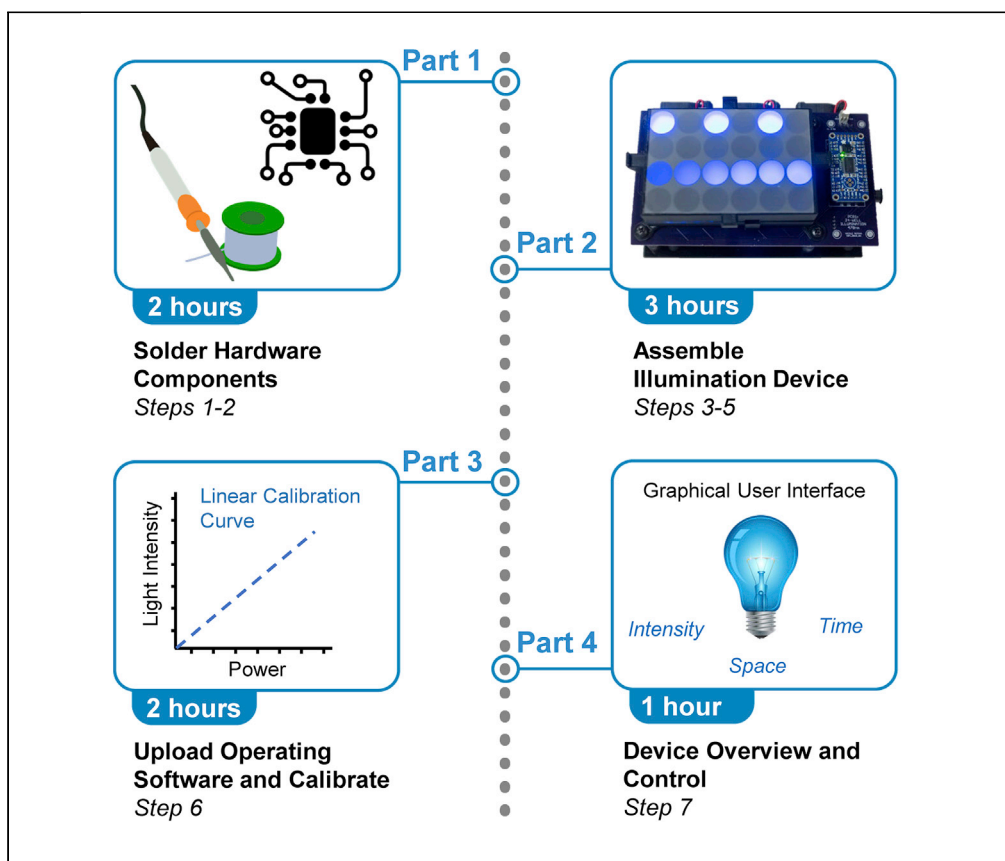 Part 1
2 hours
Solder Hardware
Components
Steps 1-2
Part 2
3 hours
Assemble
Illumination Device
Steps 3-5
Part 3
Linear Calibration
Curve
Light Intensity
Power
2 hours
Upload Operating
Software and Calibrate
Step 6
Part 4
Graphical User Interface
Intensity
Time
Space
1 hour
Device Overview and
Control
Step 7